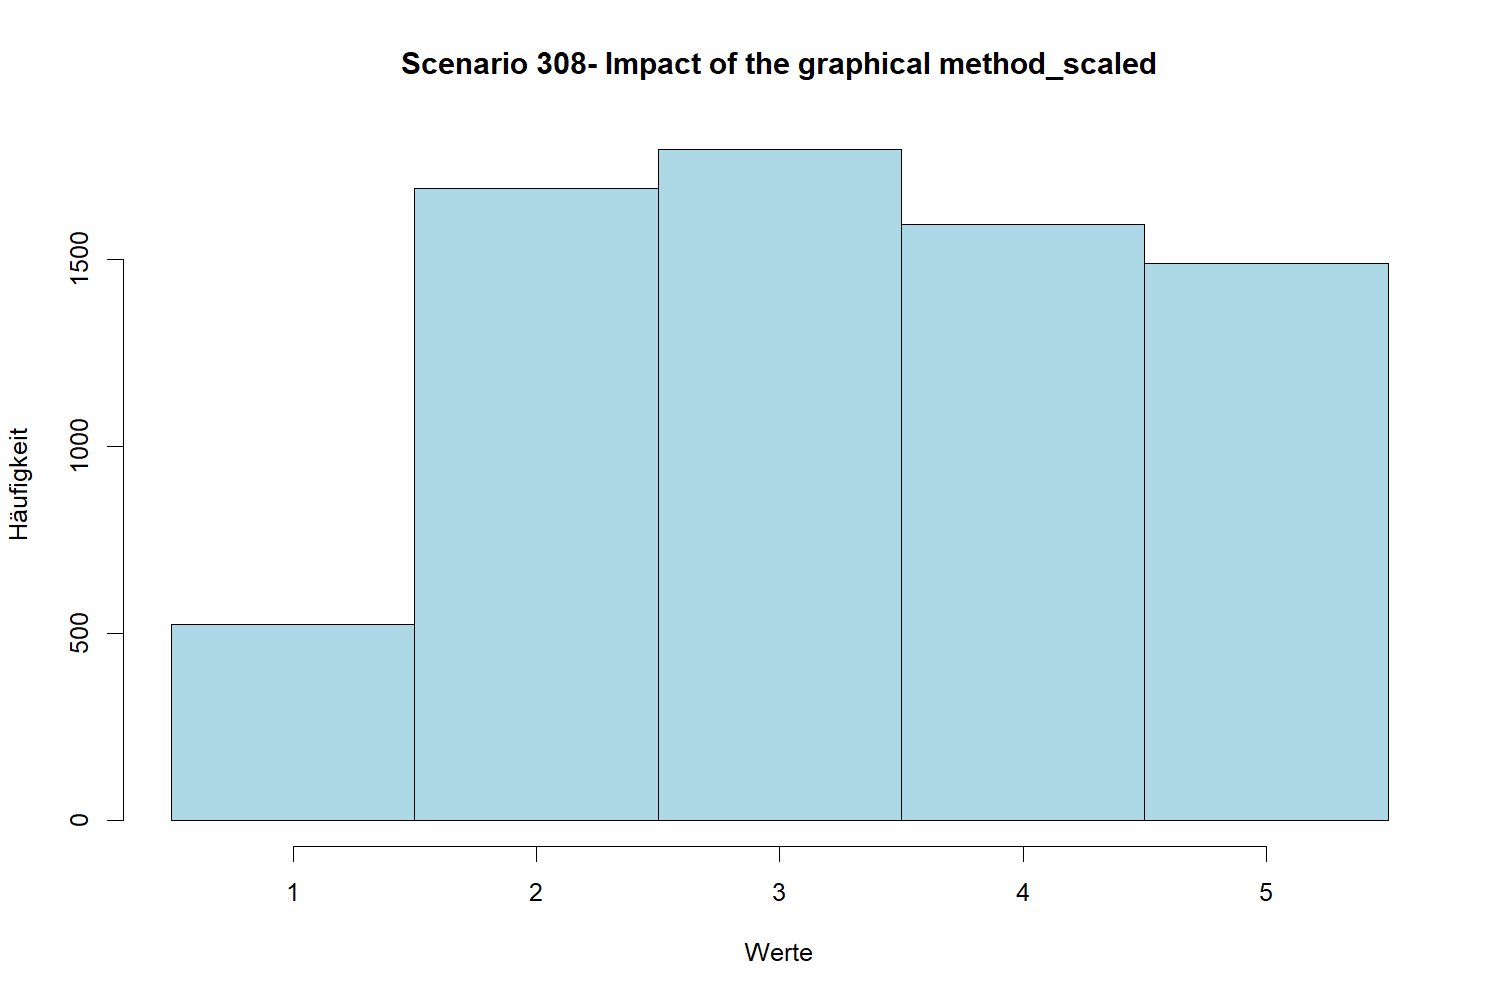 Scenario 308- Impact of the graphical method_scaled
Häufigkeit
1500
1000
500
0
1 2 3 4 5
Werte